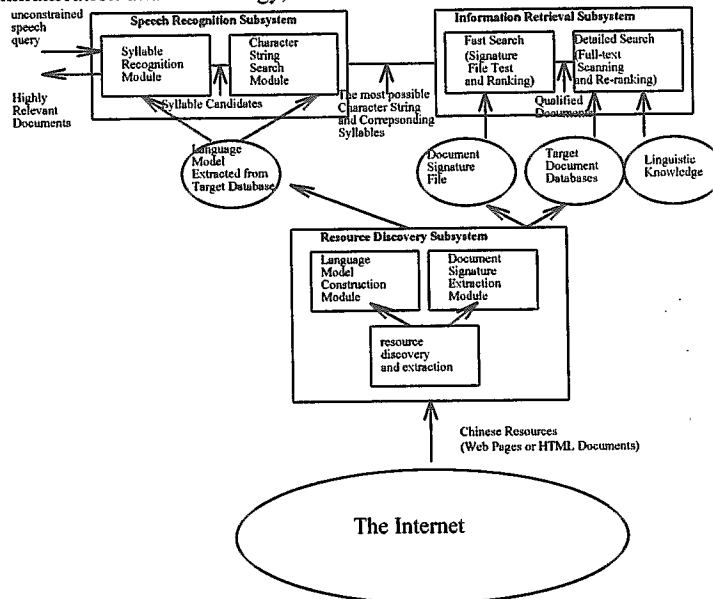 unconstrained
speech
query
Highly
Relevant
Documents
Speech Recognition Subsystem
Syllable
Recognition
Module
Character
String
Search
Module
Syllable Candidates
The most possible
Character String
and Correpsonding
Syllables
Information Retrieval Subsystem
Fast Search
(Signature
File Test
and Ranking)
Detailed Search
(Full-text
Scanning
and Re-ranking)
Qualified
Documents
Language
Model
Extracted from
Target Database
Document
Signature
File
Target
Document
Databases
Linguistic
Knowledge
Resource Discovery Subsystem
Language
Model
Construction
Module
Document
Signature
Extraction
Module
resource
discovery
and extraction
Chinese Resources
(Web Pages or HTML Documents)
The Internet